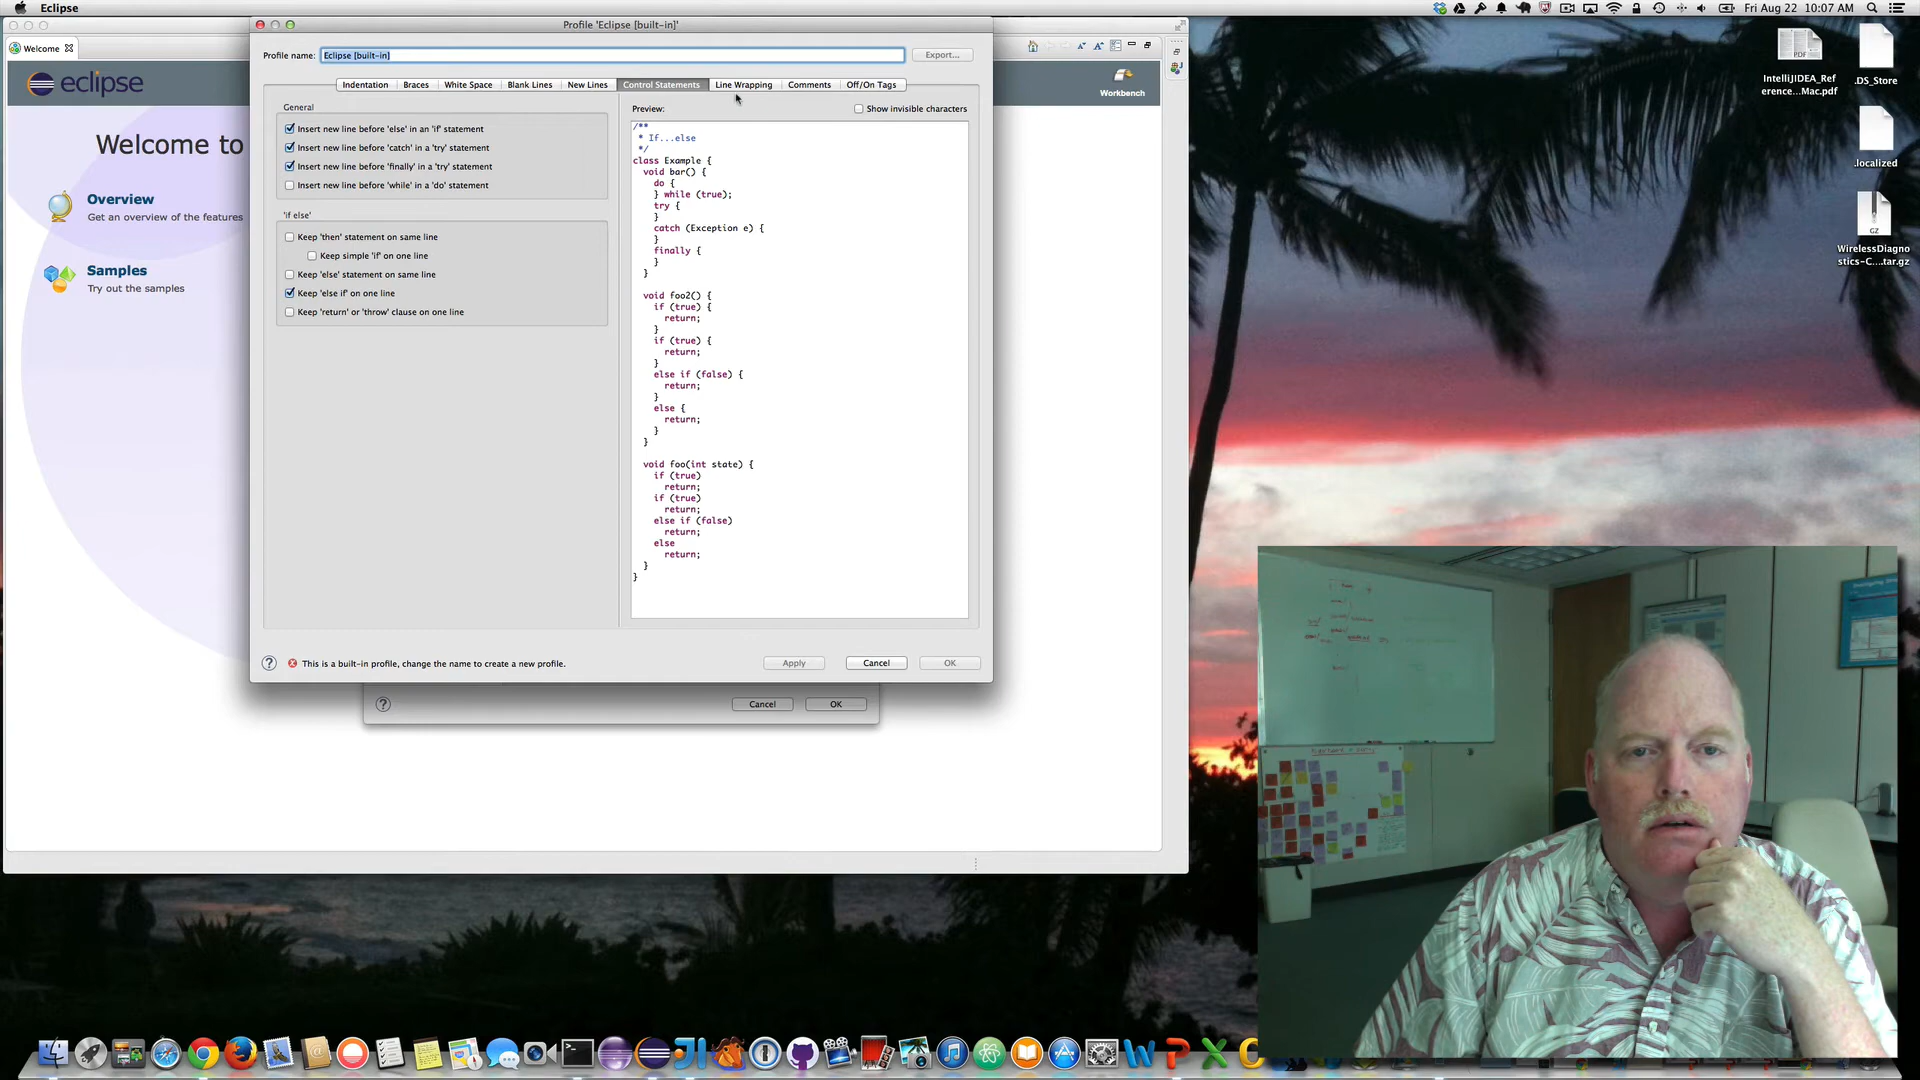 Eclipse
Fri Aug 22 10:07 AM
Profile 'Eclipse [built-in]'
Welcome
Profile name:
Eclipse [built-in]
Export...
eclipse
Workbench
Indentation
Braces
White Space
Blank Lines
New Lines
Control Statements
Line Wrapping
Comments
Off/On Tags
Welcome to
Overview
Get an overview of the features
Samples
Try out the samples
General
Insert new line before 'else' in an 'if' statement
Insert new line before 'catch' in a 'try' statement
Insert new line before 'finally' in a 'try' statement
Insert new line before 'while' in a 'do' statement
'if else'
Keep 'then' statement on same line
Keep simple 'if' on one line
Keep 'else' statement on same line
Keep 'else if' on one line
Keep 'return' or 'throw' clause on one line
Preview:
Show invisible characters
/**
* If...else
*/
class Example {
void bar() {
do {
} while (true);
try {
}
catch (Exception e) {
}
finally {
}
}
void foo2() {
if (true) {
return;
}
if (true) {
return;
}
else if (false) {
return;
}
else {
return;
}
}
void foo(int state) {
if (true)
return;
if (true)
return;
else if (false)
return;
else
return;
}
}
This is a built-in profile, change the name to create a new profile.
Apply
Cancel
OK
Cancel
OK
PDF
IntelliJIDEA_Ref
erence...Mac.pdf
.DS_Store
.localized
GZ
WirelessDiagno
stics-C...tar.gz